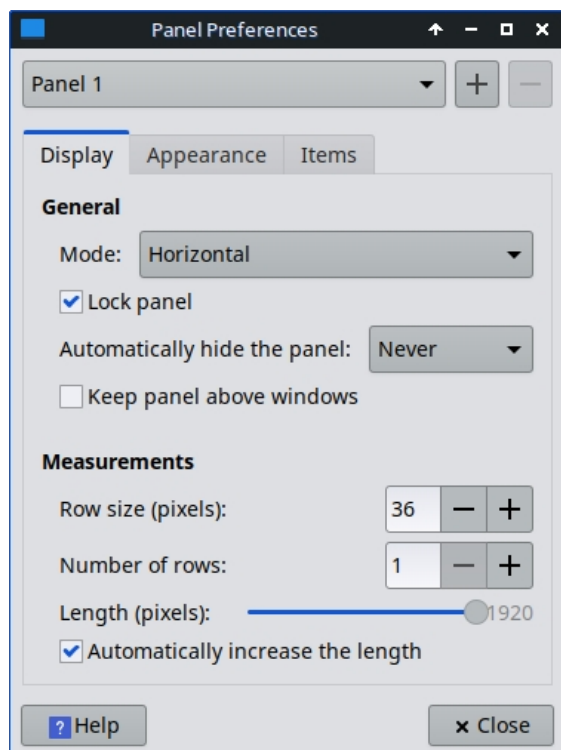 Panel Preferences
Panel 1
Display Appearance Items
General
Mode: Horizontal
Lock panel
Automatically hide the panel: Never
Keep panel above windows
Measurements
Row size (pixels): 36
Number of rows: 1
Length (pixels): 1920
Automatically increase the length
? Help × Close